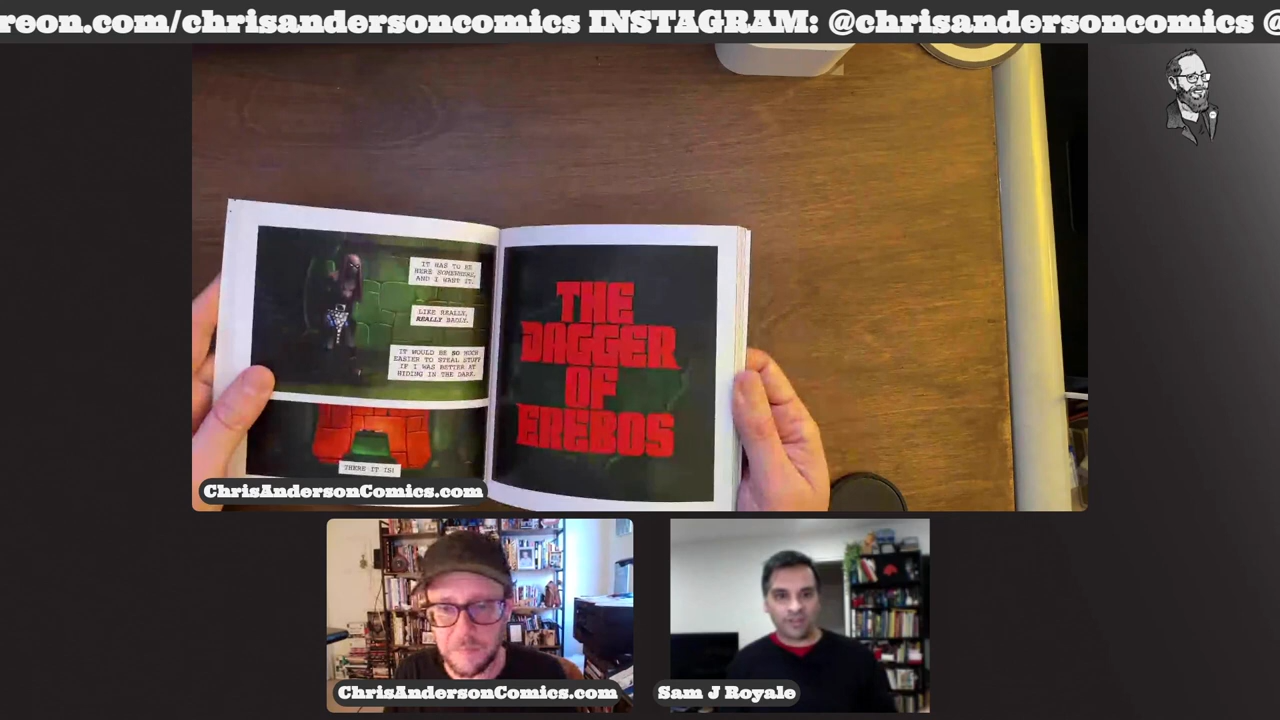 reon.com/chrisandersoncomics INSTAGRAM: @chrisandersoncomics @
IT HAS TO BE
HERE SOMEWHERE,
AND I WANT IT.
LIKE REALLY,
REALLY BADLY.
IT WOULD BE SO MUCH
EASIER TO STEAL STUFF
IF I WAS BETTER AT
HIDING IN THE DARK.
THERE IT IS!
THE
DAGGER
OF
EREBOS
ChrisAndersonComics.com
ChrisAndersonComics.com
Sam J Royale